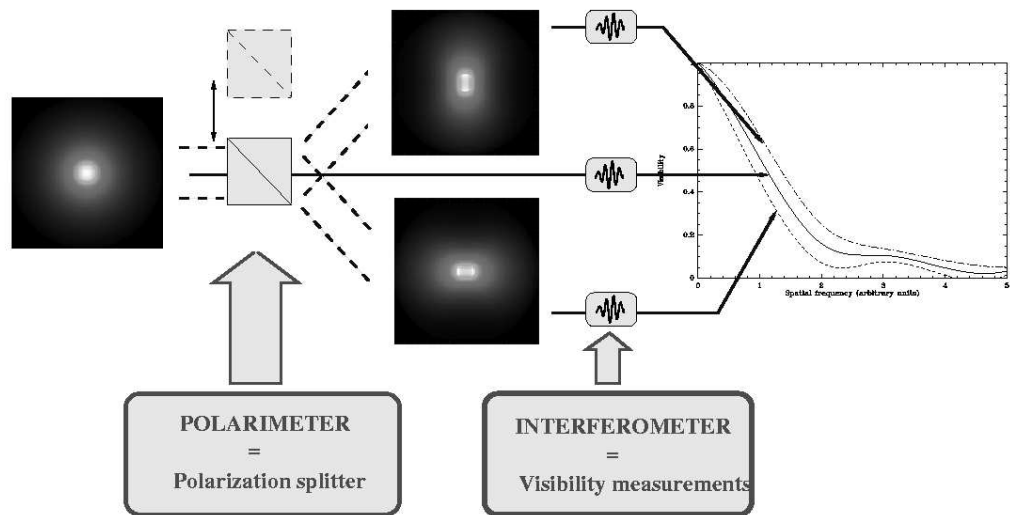 0.8
0.6
0.4
0.2
0
Visibility
0 1 2 3 4 5
Spatial frequency (arbitrary units)
POLARIMETER
=
Polarization splitter
INTERFEROMETER
=
Visibility measurements